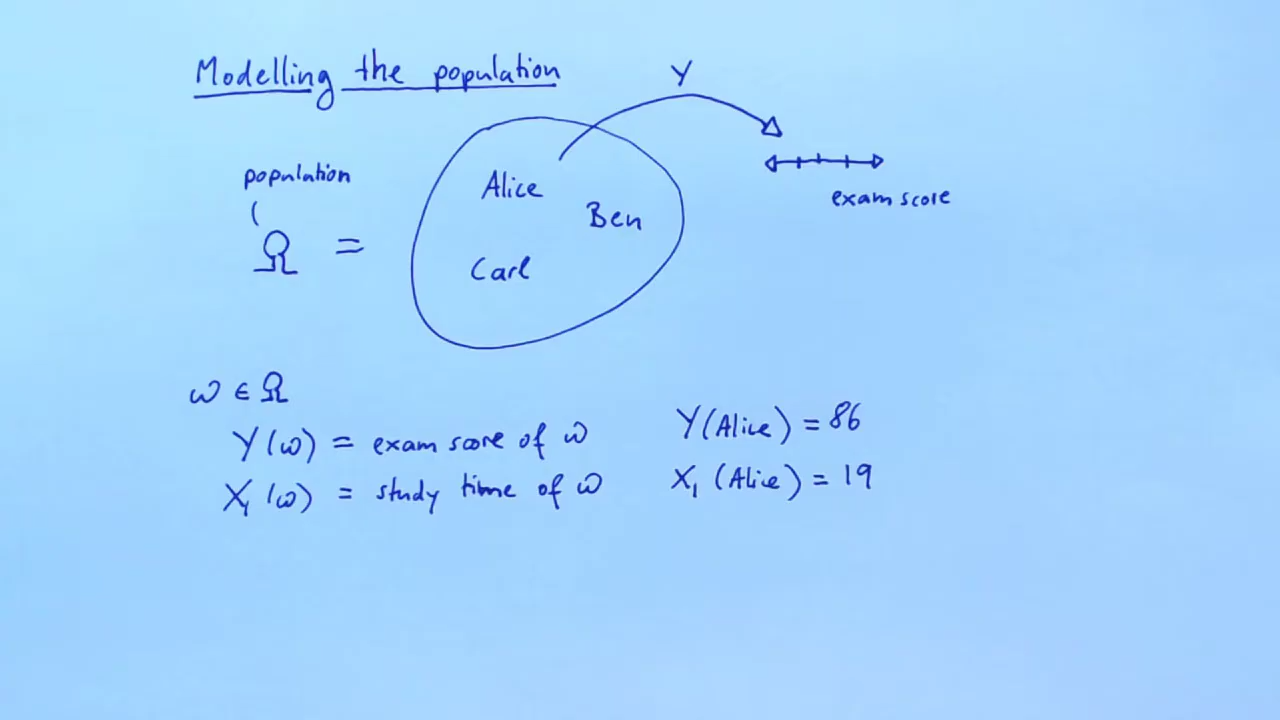 Modelling the population
Y
exam score
population
Ω =
Alice
Ben
Carl
ω ∈ Ω
Y(ω) = exam score of ω
Y(Alice) = 86
X₁(ω) = study time of ω
X₁(Alice) = 19